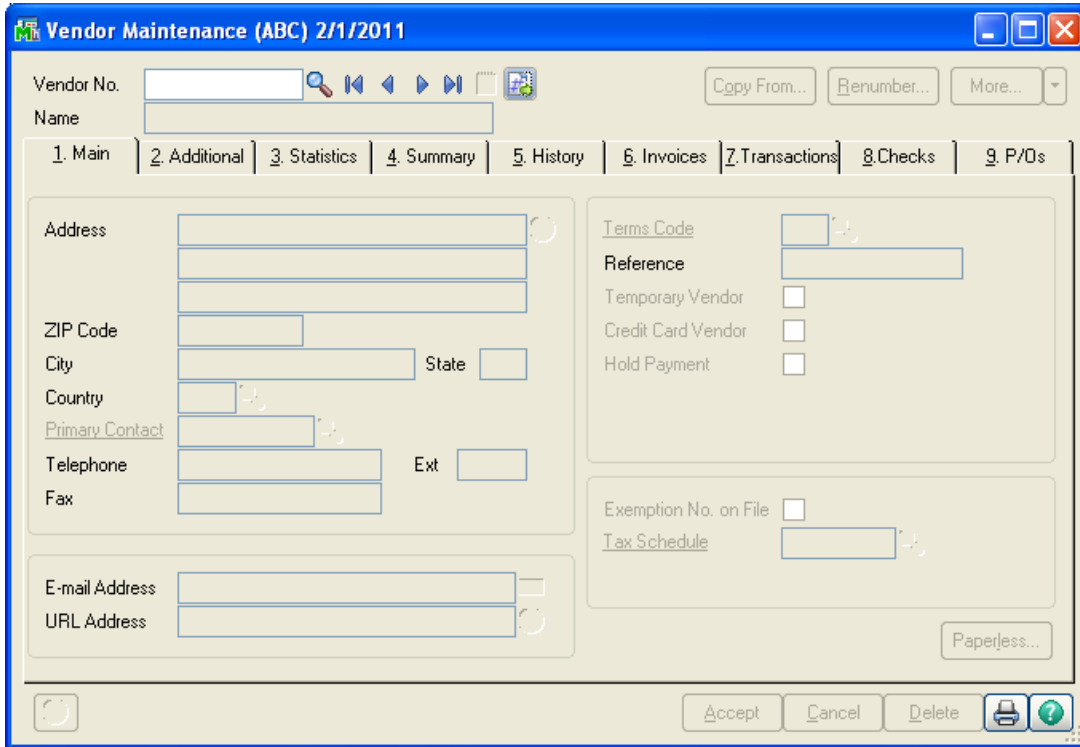 Vendor Maintenance (ABC) 2/1/2011
Vendor No.
Copy From... Renumber... More...
Name
1. Main 2. Additional 3. Statistics 4. Summary 5. History 6. Invoices 7.Transactions 8.Checks 9. P/Os
Address
Terms Code
Reference
Temporary Vendor
ZIP Code
Credit Card Vendor
City State
Hold Payment
Country
Primary Contact
Telephone Ext
Fax
Exemption No. on File
Tax Schedule
E-mail Address
URL Address
Paperless...
Accept Cancel Delete